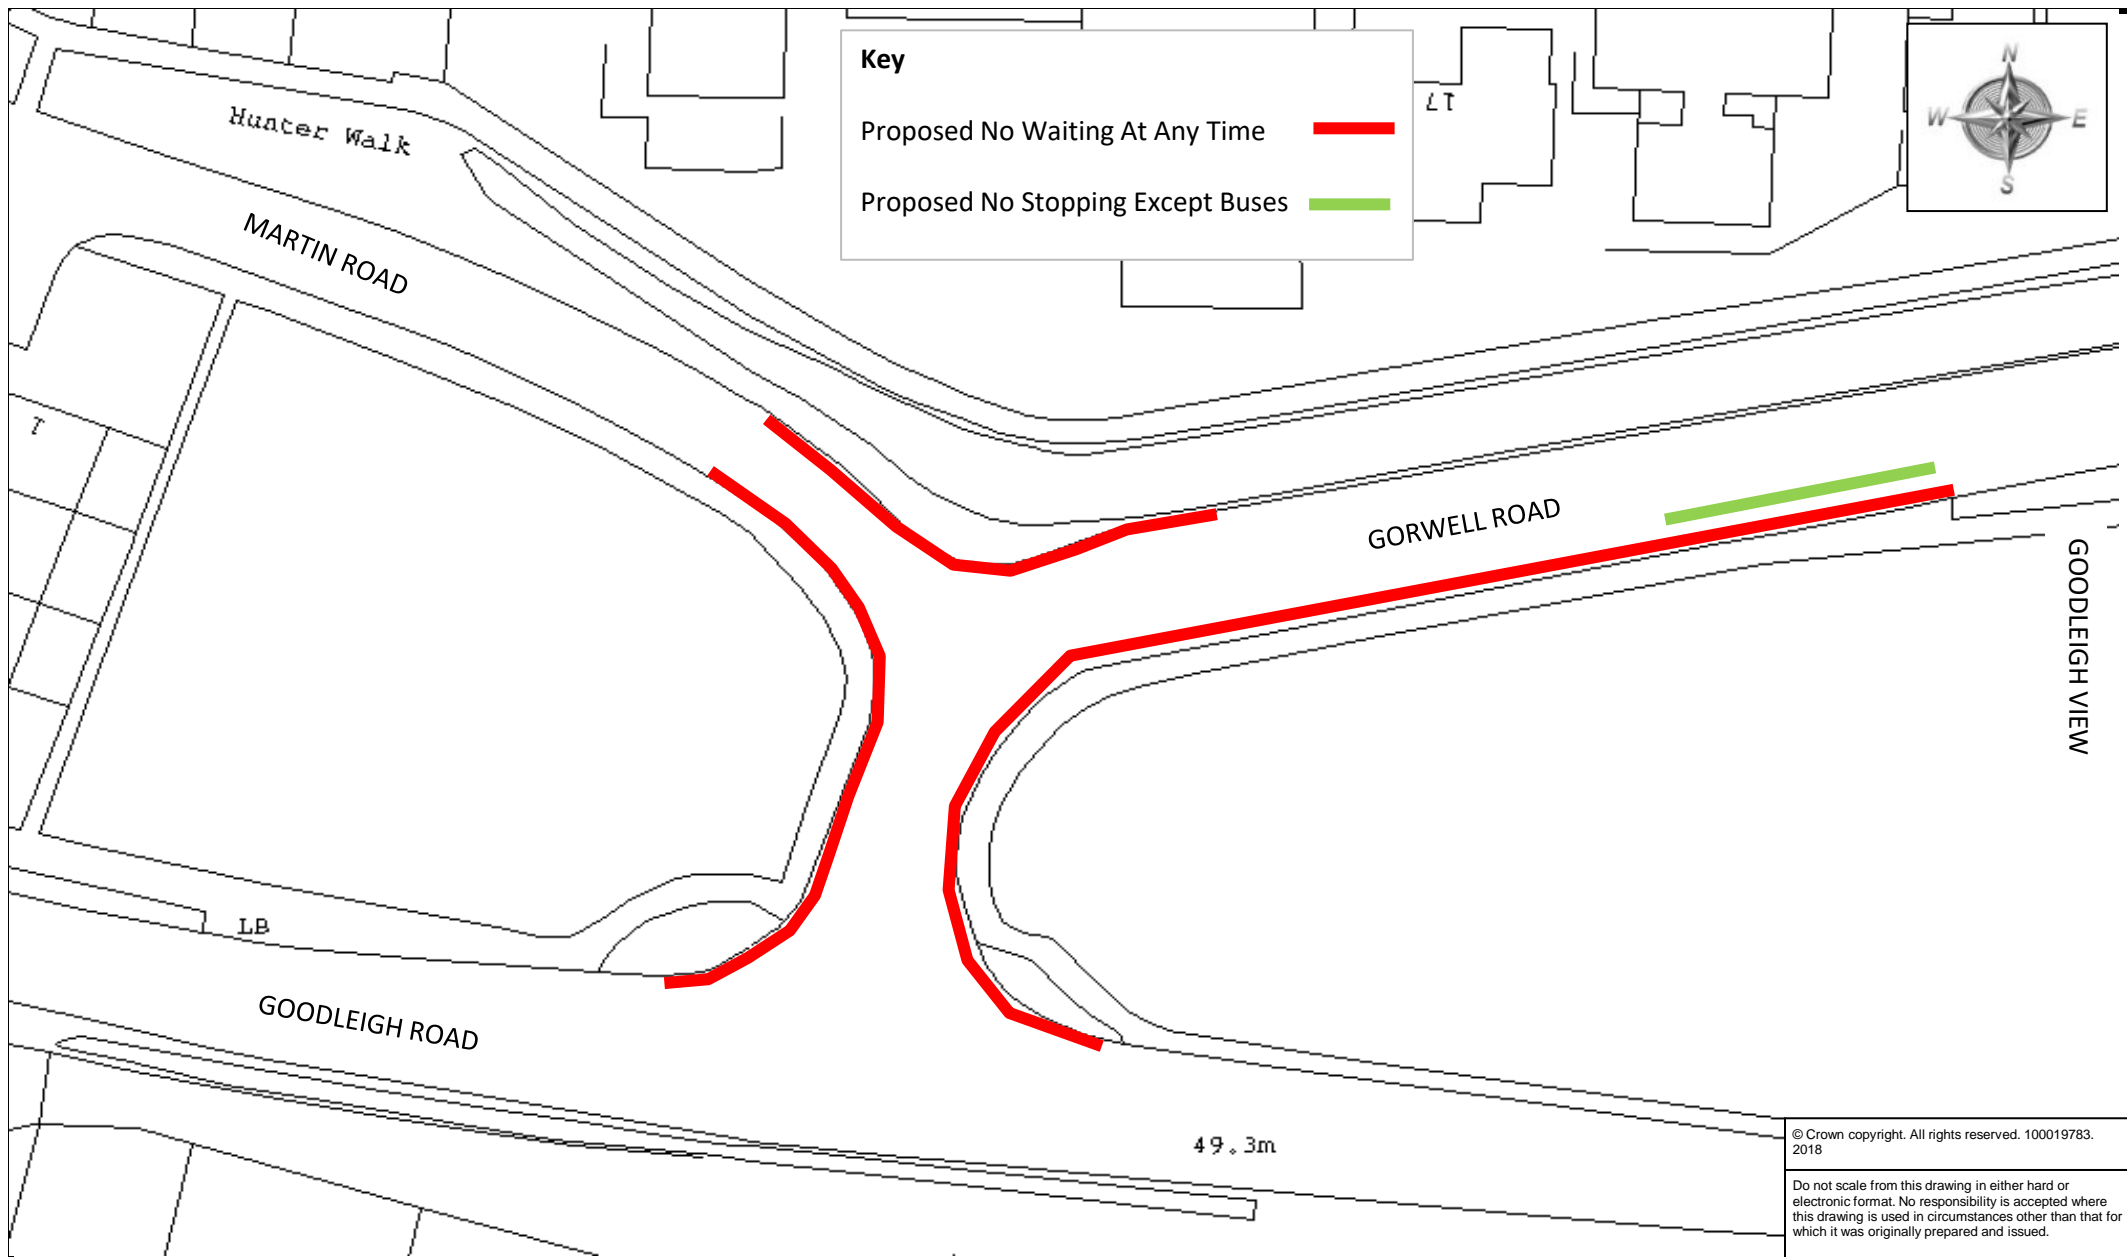 Key
Proposed No Waiting At Any Time
Proposed No Stopping Except Buses
N
W E
S
17
Hunter Walk
MARTIN ROAD
GORWELL ROAD
GOODLEIGH VIEW
LB
GOODLEIGH ROAD
49.3m
© Crown copyright. All rights reserved. 100019783.
2018
Do not scale from this drawing in either hard or
electronic format. No responsibility is accepted where
this drawing is used in circumstances other than that for
which it was originally prepared and issued.